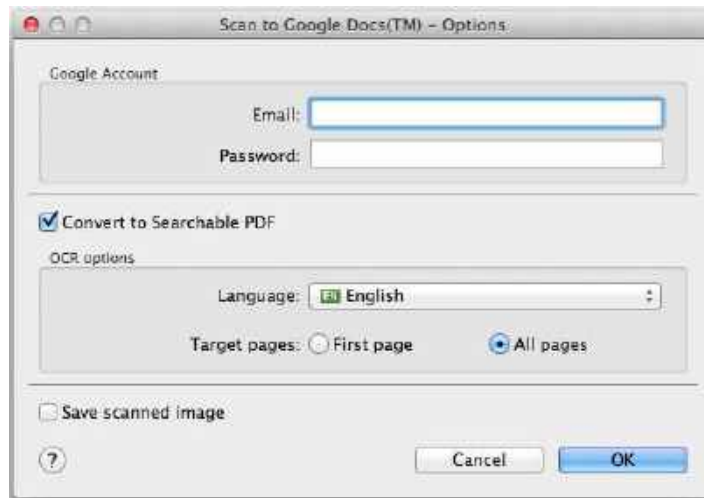 Scan to Google Docs(TM) – Options
Google Account
Email:
Password:
Convert to Searchable PDF
OCR options
Language: English
Target pages: First page All pages
Save scanned image
? Cancel OK